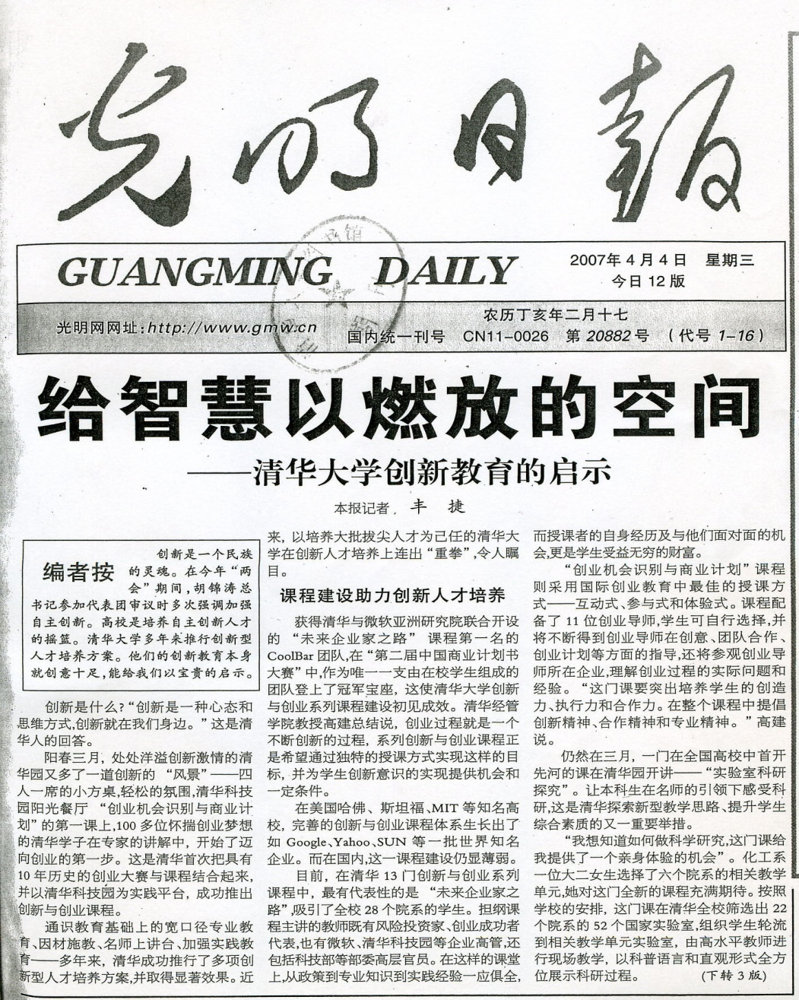 光明日报
GUANGMING DAILY
2007年4月4日 星期三
今日12版
光明网网址:http://www.gmw.cn
农历丁亥年二月十七
国内统一刊号 CN11-0026 第20882号 (代号1-16)
给智慧以燃放的空间
——清华大学创新教育的启示
本报记者 丰 捷
编者按
创新是一个民族
的灵魂。在今年“两
会”期间,胡锦涛总
书记参加代表团审议时多次强调加强
自主创新。高校是培养自主创新人才
的摇篮。清华大学多年来推行创新型
人才培养方案。他们的创新教育本身
就创意十足,能给我们以宝贵的启示。
创新是什么?“创新是一种心态和
思维方式,创新就在我们身边。”这是清
华人的回答。
阳春三月,处处洋溢创新激情的清
华园又多了一道创新的“风景”——四
人一席的小方桌,轻松的氛围,清华科技
园阳光餐厅“创业机会识别与商业计
划”的第一课上,100多位怀揣创业梦想
的清华学子在专家的讲解中,开始了迈
向创业的第一步。这是清华首次把具有
10年历史的创业大赛与课程结合起来,
并以清华科技园为实践平台,成功推出
创新与创业课程。
通识教育基础上的宽口径专业教
育、因材施教、名师上讲台、加强实践教
育——多年来,清华成功推行了多项创
新型人才培养方案,并取得显著效果。近
来,以培养大批拔尖人才为己任的清华大
学在创新人才培养上连出“重拳”,令人瞩
目。
课程建设助力创新人才培养
获得清华与微软亚洲研究院联合开设
的“未来企业家之路”课程第一名的
CoolBar团队,在“第二届中国商业计划书
大赛”中,作为唯一一支由在校学生组成的
团队登上了冠军宝座,这使清华大学创新
与创业系列课程建设初见成效。清华经管
学院教授高建总结说,创业过程就是一个
不断创新的过程,系列创新与创业课程正
是希望通过独特的授课方式实现这样的目
标,并为学生创新意识的实现提供机会和
一定条件。
在美国哈佛、斯坦福、MIT等知名高
校,完善的创新与创业课程体系生长出了
如Google、Yahoo、SUN等一批世界知名
企业。而在国内,这一课程建设仍显薄弱。
目前,在清华13门创新与创业系列
课程中,最有代表性的是“未来企业家之
路”,吸引了全校28个院系的学生。担纲课
程主讲的教师既有风险投资家、创业成功者
代表,也有微软、清华科技园等企业高管,还
包括科技部等部委高层官员。在这样的课堂
上,从政策到专业知识到实践经验一应俱全,
而授课者的自身经历及与他们面对面的机
会,更是学生受益无穷的财富。
“创业机会识别与商业计划”课程
则采用国际创业教育中最佳的授课方
式——互动式、参与式和体验式。课程配
备了11位创业导师,学生可自行选择,并
将不断得到创业导师在创意、团队合作、
创业计划等方面的指导,还将参观创业导
师所在企业,理解创业过程的实际问题和
经验。“这门课要突出培养学生的创造
力、执行力和合作力。在整个课程中提倡
创新精神、合作精神和专业精神。”高建
说。
仍然在三月,一门在全国高校中首开
先河的课在清华园开讲——“实验室科研
探究”。让本科生在名师的引领下感受科
研,这是清华探索新型教学思路、提升学生
综合素质的又一重要举措。
“我想知道如何做科学研究,这门课给
我提供了一个亲身体验的机会”。化工系
一位大二女生选择了六个院系的相关教学
单元,她对这门全新的课程充满期待。按照
学校的安排,这门课在清华全校筛选出22
个院系的52个国家实验室,组织学生轮流
到相关教学单元实验室,由高水平教师进
行现场教学,以科普语言和直观形式全方
位展示科研过程。 (下转3版)